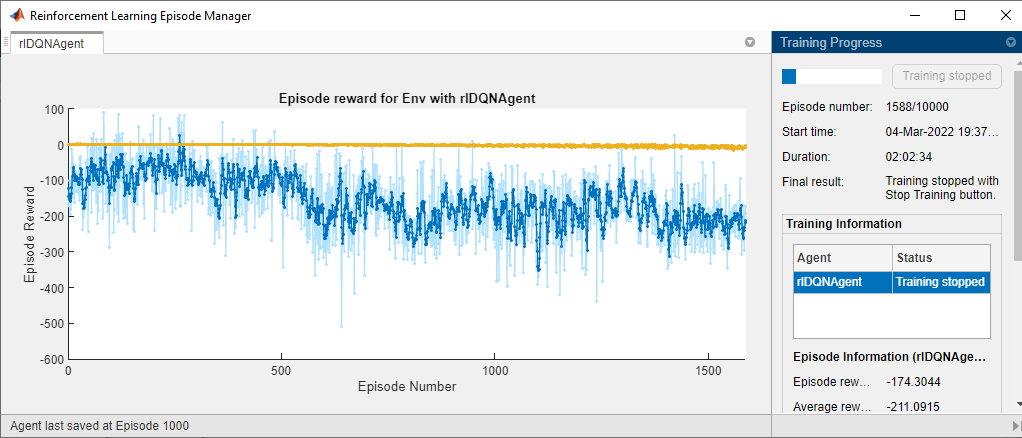 Reinforcement Learning Episode Manager
rlDQNAgent
Training Progress
Episode reward for Env with rlDQNAgent
100
0
-100
-200
-300
-400
-500
-600
Episode Reward
0
500
1000
1500
Episode Number
Training stopped
Episode number: 1588/10000
Start time: 04-Mar-2022 19:37...
Duration: 02:02:34
Final result: Training stopped with
Stop Training button.
Training Information
Agent Status
rlDQNAgent Training stopped
Episode Information (rlDQNAge...
Episode rew... -174.3044
Average rew... -211.0915
Agent last saved at Episode 1000